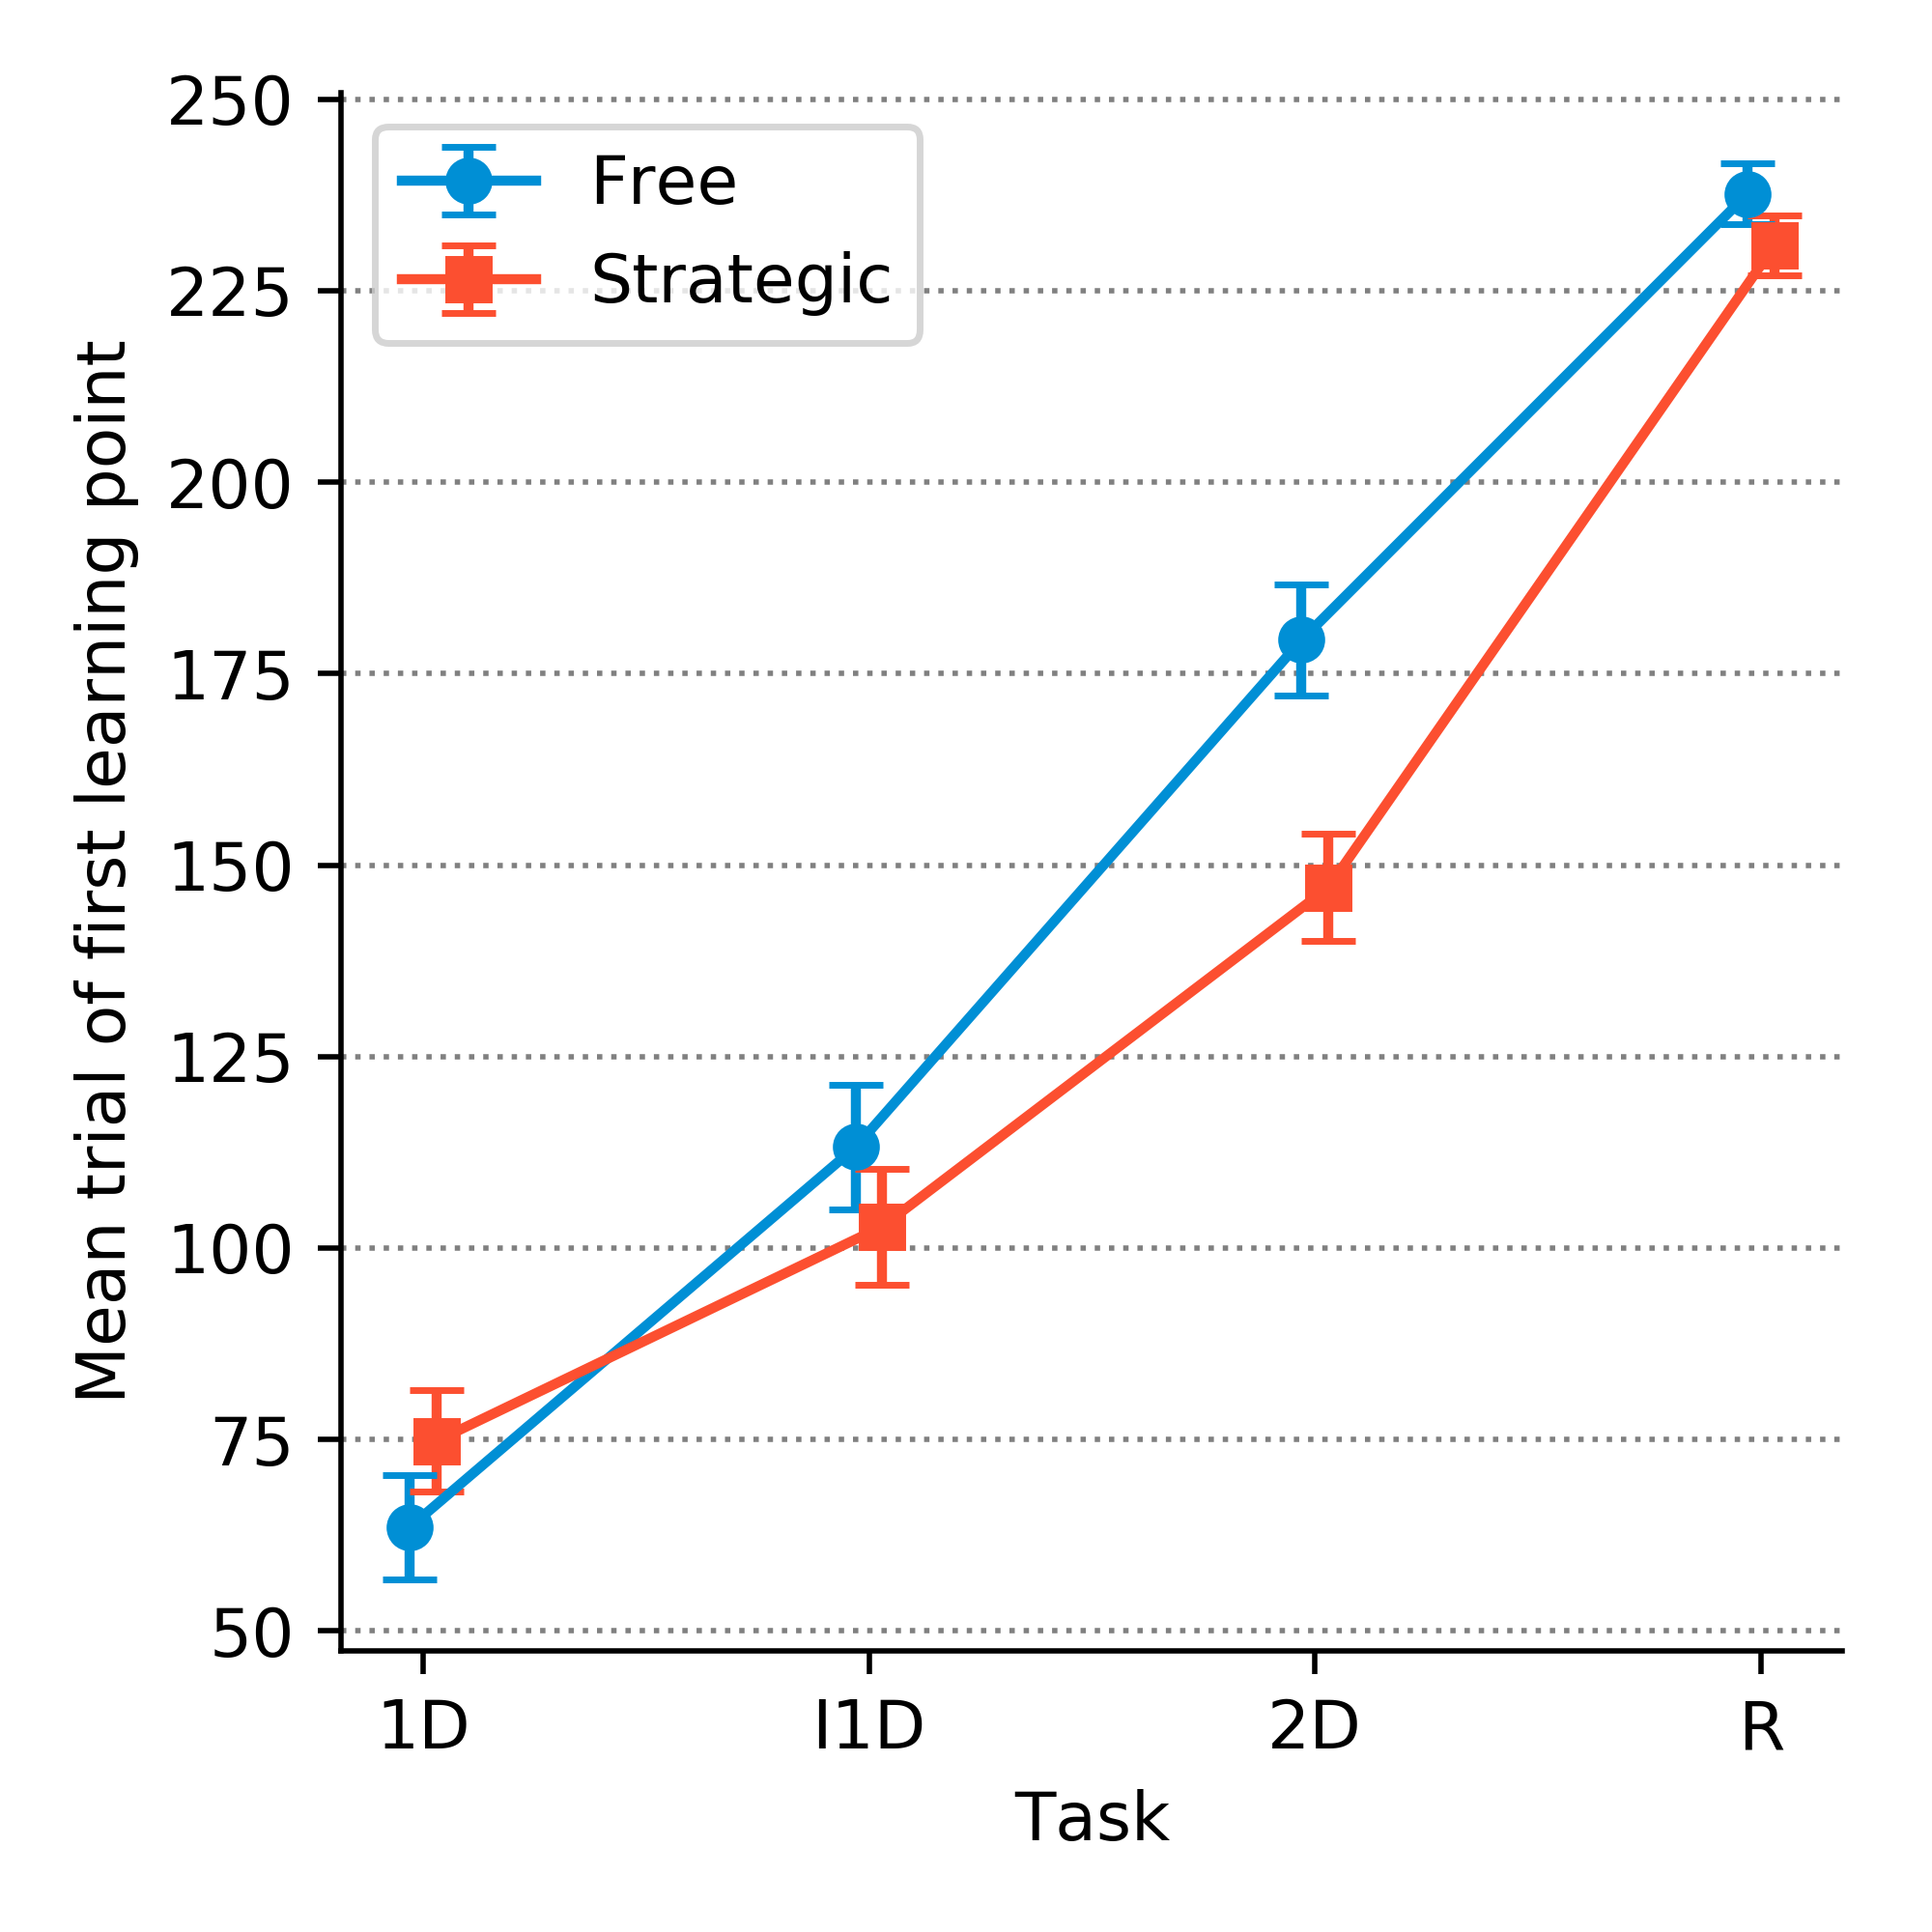 250
225
200
175
150
125
100
75
50
Mean trial of first learning point
Free
Strategic
1D I1D 2D R
Task